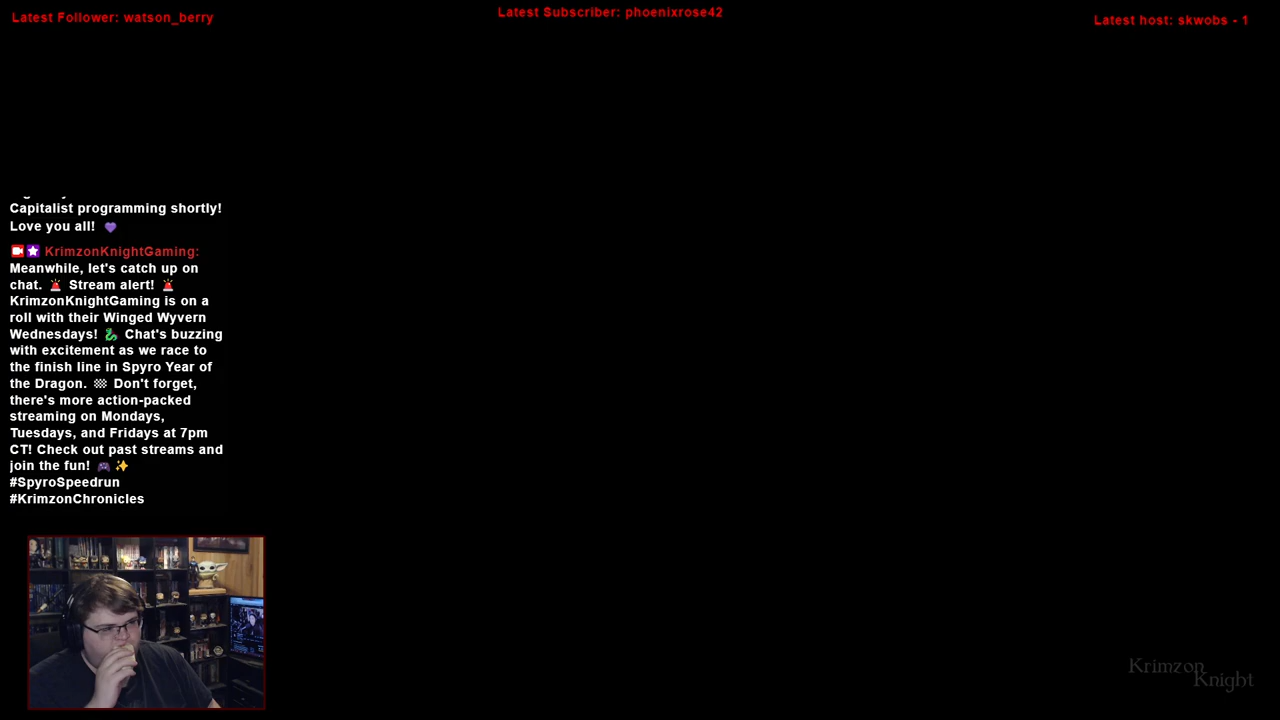 Latest Follower: watson_berry
Latest Subscriber: phoenixrose42
Latest host: skwobs - 1
Capitalist programming shortly!
Love you all! 💜
KrimzonKnightGaming:
Meanwhile, let's catch up on
chat. 🚨 Stream alert! 🚨
KrimzonKnightGaming is on a
roll with their Winged Wyvern
Wednesdays! 🐉 Chat's buzzing
with excitement as we race to
the finish line in Spyro Year of
the Dragon. 🏁 Don't forget,
there's more action-packed
streaming on Mondays,
Tuesdays, and Fridays at 7pm
CT! Check out past streams and
join the fun! 🎮 ✨
#SpyroSpeedrun
#KrimzonChronicles
Krimzon
Knight